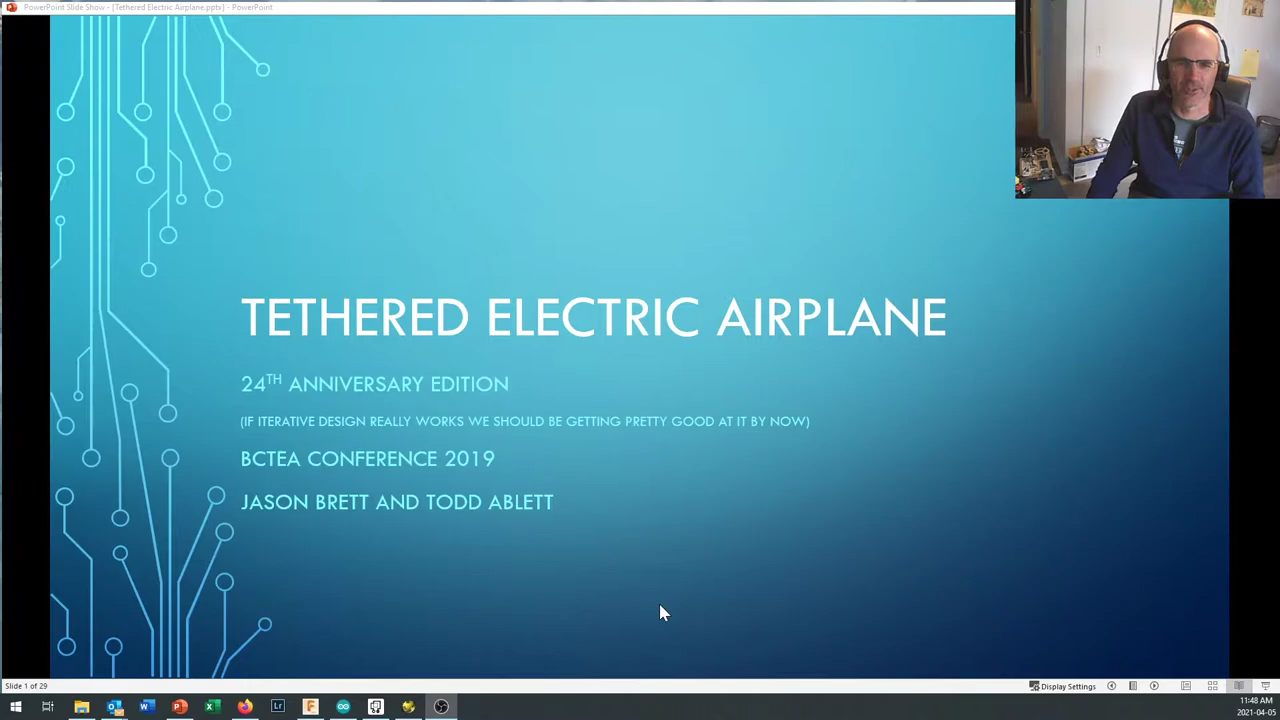 PowerPoint Slide Show - [Tethered Electric Airplane.ppts] - PowerPoint
TETHERED ELECTRIC AIRPLANE
24TH ANNIVERSARY EDITION
(IF ITERATIVE DESIGN REALLY WORKS WE SHOULD BE GETTING PRETTY GOOD AT IT BY NOW)
BCTEA CONFERENCE 2019
JASON BRETT AND TODD ABLETT
Slide 1 of 29
Display Settings
Lr
11:48 AM
2021-04-05